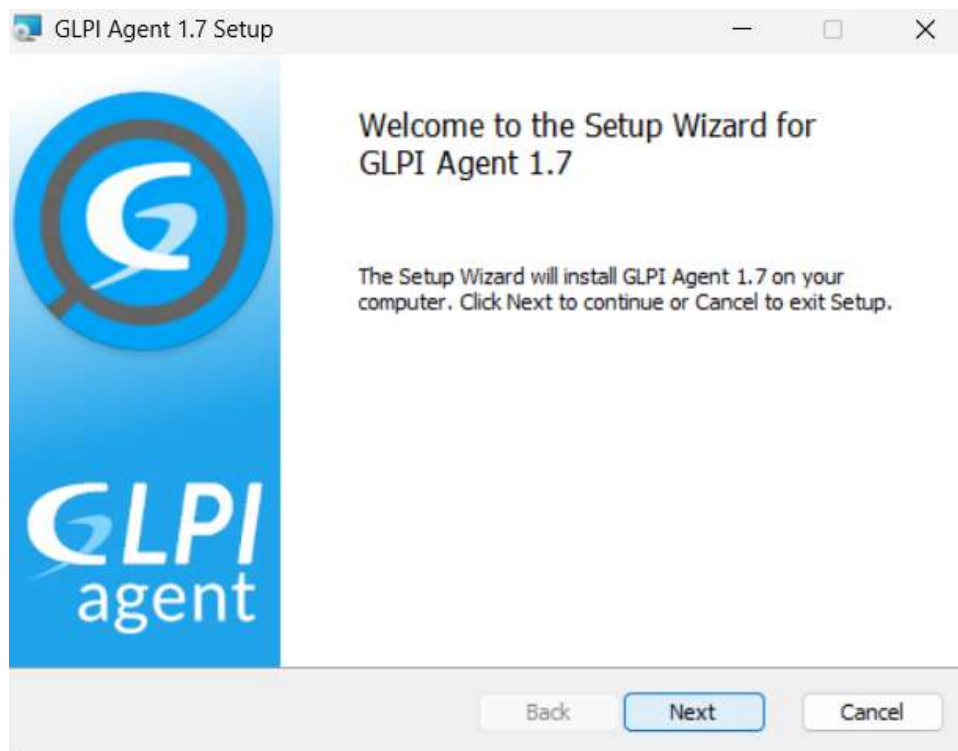 GLPI Agent 1.7 Setup
Welcome to the Setup Wizard for
GLPI Agent 1.7
The Setup Wizard will install GLPI Agent 1.7 on your
computer. Click Next to continue or Cancel to exit Setup.
GLPI
agent
Back Next Cancel